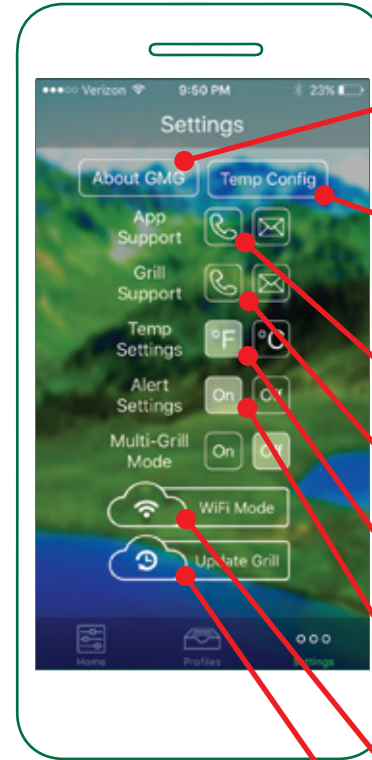 Verizon 9:50 PM 23%
Settings
About GMG Temp Config
App
Support
Grill
Support
Temp
Settings °F °C
Alert
Settings On Off
Multi-Grill
Mode On Off
WiFi Mode
Update Grill
Home Profiles Settings